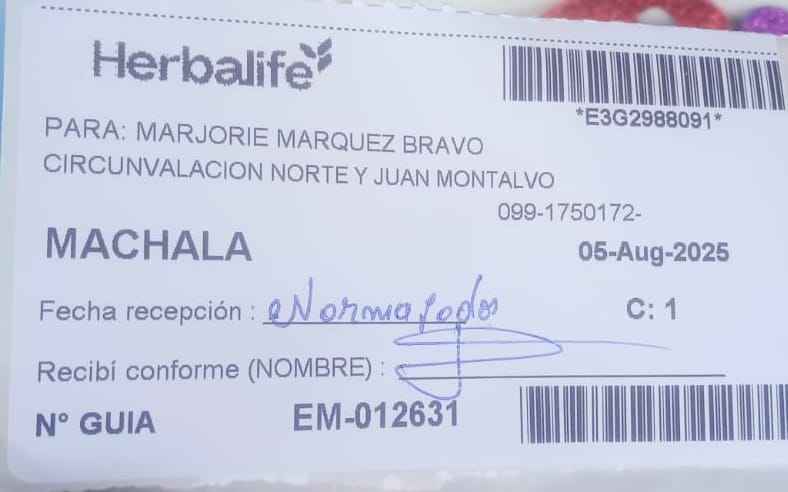 Herbalife
*E3G2988091*
PARA: MARJORIE MARQUEZ BRAVO
CIRCUNVALACION NORTE Y JUAN MONTALVO
099-1750172-
MACHALA 05-Aug-2025
Fecha recepción : Norma C: 1
Recibí conforme (NOMBRE) :
N° GUIA EM-012631